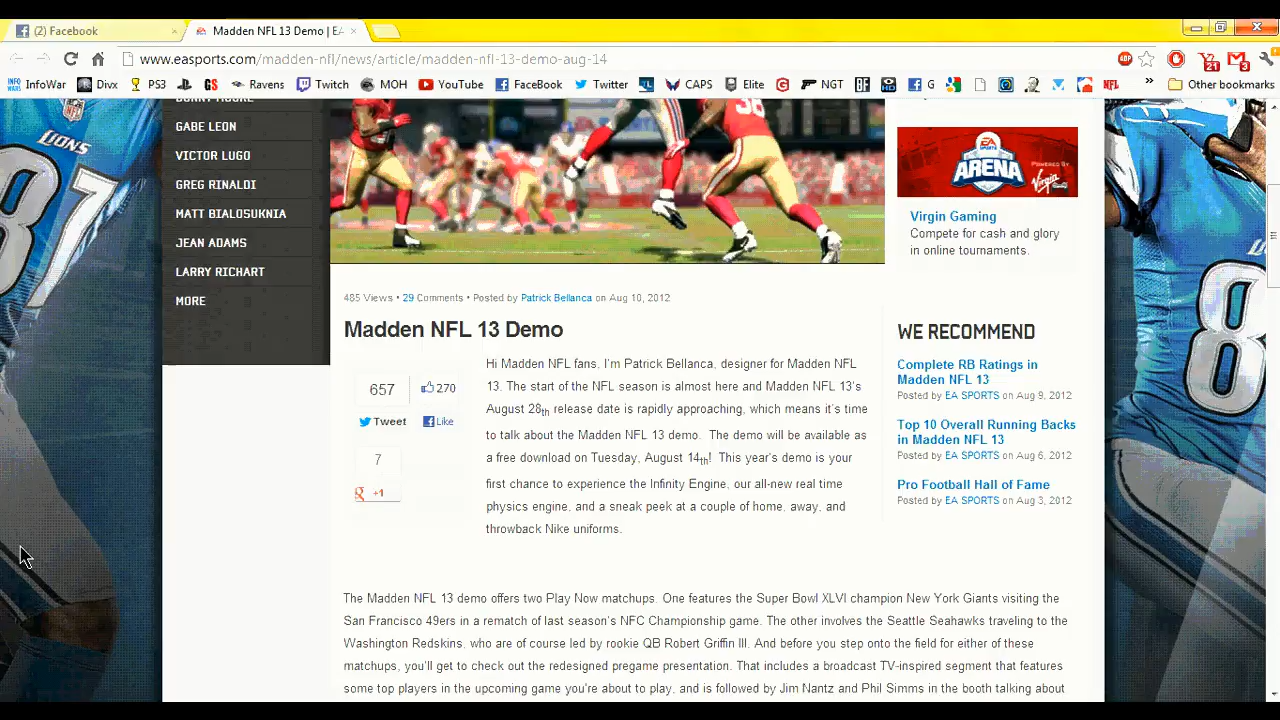 (2) Facebook
Madden NFL 13 Demo | EA
www.easports.com/madden-nfl/news/article/madden-nfl-13-demo-aug-14
ABP
21
3
INFO WARS InfoWar
Divx
PS3
GS
Ravens
Twitch
MOH
YouTube
FaceBook
Twitter
CAPS
Elite
NGT
BF
HD
G
NFL
»
Other bookmarks
LIONS
87
8
GABE LEON
VICTOR LUGO
GREG RINALDI
MATT BIALOSUKNIA
JEAN ADAMS
LARRY RICHART
MORE
EA SPORTS
ARENA
POWERED BY
Virgin
Virgin Gaming
Compete for cash and glory
in online tournaments.
485 Views • 29 Comments • Posted by Patrick Bellanca on Aug 10, 2012
Madden NFL 13 Demo
657
270
Tweet
Like
7
g +1
Hi Madden NFL fans. I'm Patrick Bellanca, designer for Madden NFL
13. The start of the NFL season is almost here and Madden NFL 13's
August 28th release date is rapidly approaching, which means it's time
to talk about the Madden NFL 13 demo. The demo will be available as
a free download on Tuesday, August 14th! This year's demo is your
first chance to experience the Infinity Engine, our all-new real time
physics engine, and a sneak peek at a couple of home, away, and
throwback Nike uniforms.
WE RECOMMEND
Complete RB Ratings in
Madden NFL 13
Posted by EA SPORTS on Aug 9, 2012
Top 10 Overall Running Backs
in Madden NFL 13
Posted by EA SPORTS on Aug 6, 2012
Pro Football Hall of Fame
Posted by EA SPORTS on Aug 3, 2012
The Madden NFL 13 demo offers two Play Now matchups. One features the Super Bowl XLVI champion New York Giants visiting the
San Francisco 49ers in a rematch of last season's NFC Championship game. The other involves the Seattle Seahawks traveling to the
Washington Redskins, who are of course led by rookie QB Robert Griffin III. And before you step onto the field for either of these
matchups, you'll get to check out the redesigned pregame presentation. That includes a broadcast TV-inspired segment that features
some top players in the upcoming game you're about to play, and is followed by Jim Nantz and Phil Simms in the booth talking about